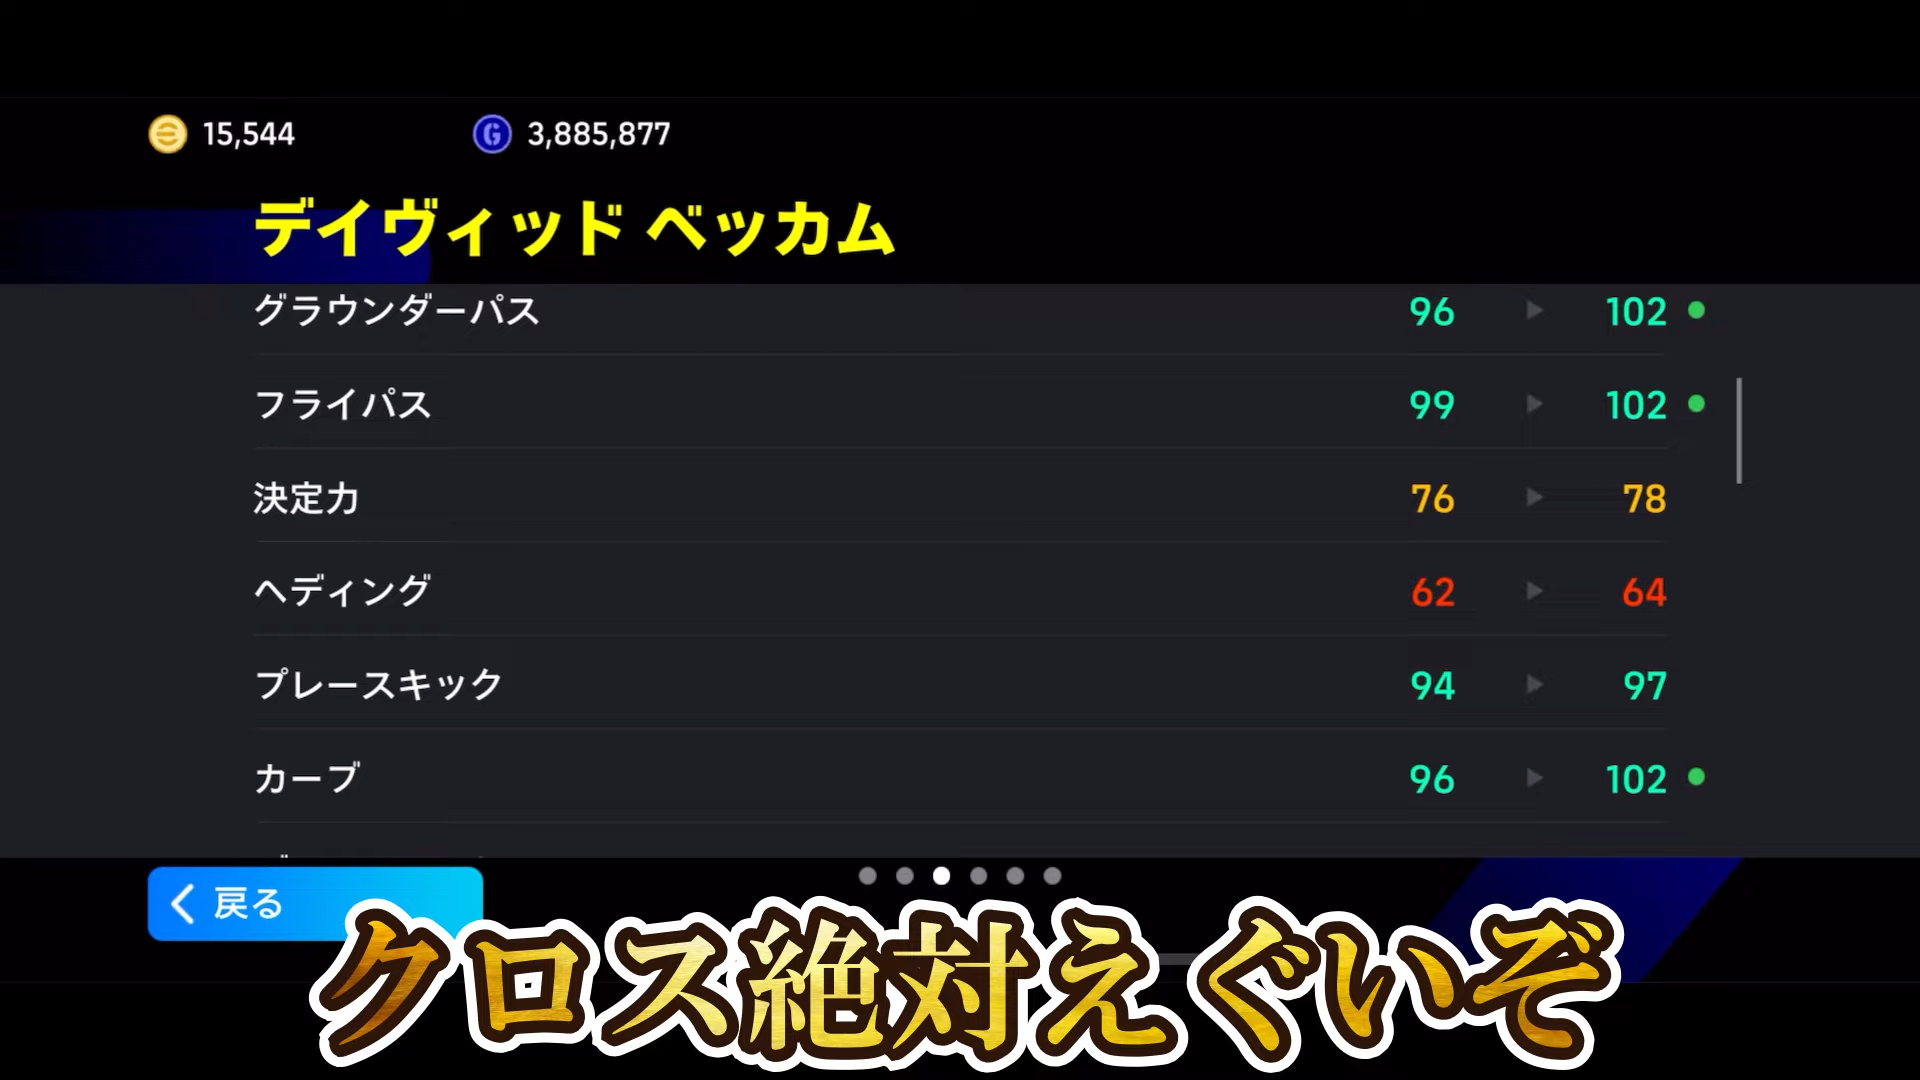 15,544 3,885,877
デイヴィッド ベッカム
グラウンダーパス 96 ▶ 102
フライパス 99 ▶ 102
決定力 76 ▶ 78
ヘディング 62 ▶ 64
プレースキック 94 ▶ 97
カーブ 96 ▶ 102
戻る
クロス絶対えぐいぞ